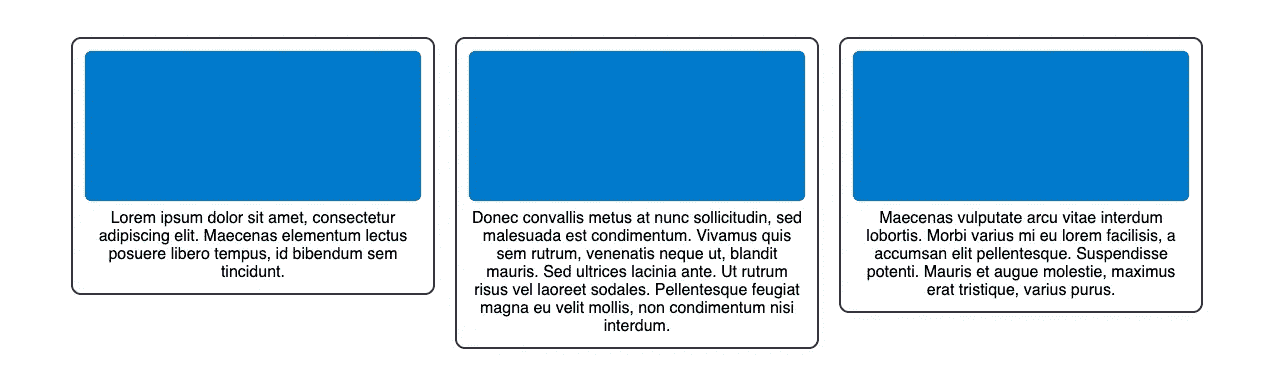 Lorem ipsum dolor sit amet, consectetur
adipiscing elit. Maecenas elementum lectus
posuere libero tempus, id bibendum sem
tincidunt.
Donec convallis metus at nunc sollicitudin, sed
malesuada est condimentum. Vivamus quis
sem rutrum, venenatis neque ut, blandit
mauris. Sed ultrices lacinia ante. Ut rutrum
risus vel laoreet sodales. Pellentesque feugiat
magna eu velit mollis, non condimentum nisi
interdum.
Maecenas vulputate arcu vitae interdum
lobortis. Morbi varius mi eu lorem facilisis, a
accumsan elit pellentesque. Suspendisse
potenti. Mauris et augue molestie, maximus
erat tristique, varius purus.